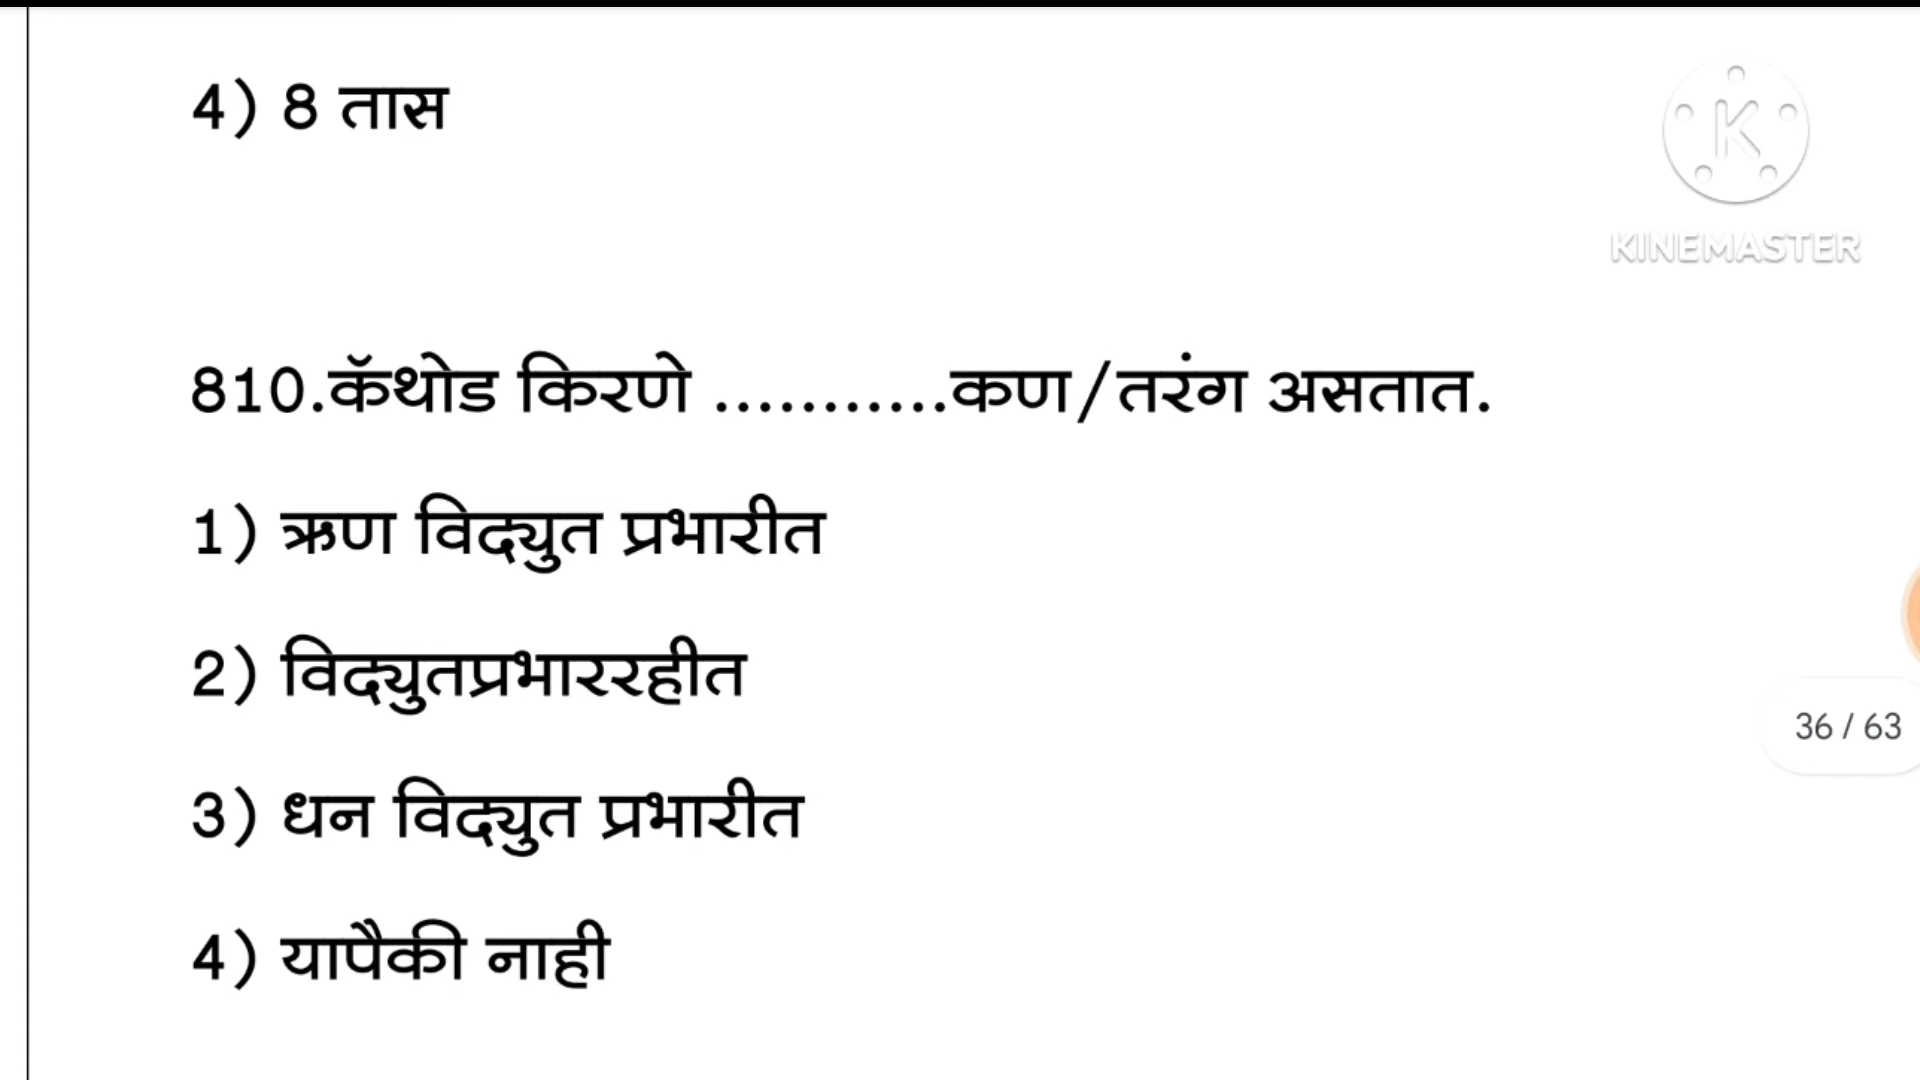 4) 8 तास
KINEMASTER
810.कॅथोड किरणे ...........कण/तरंग असतात.
1) ऋण विद्युत प्रभारीत
2) विद्युतप्रभाररहीत
36 / 63
3) धन विद्युत प्रभारीत
4) यापैकी नाही